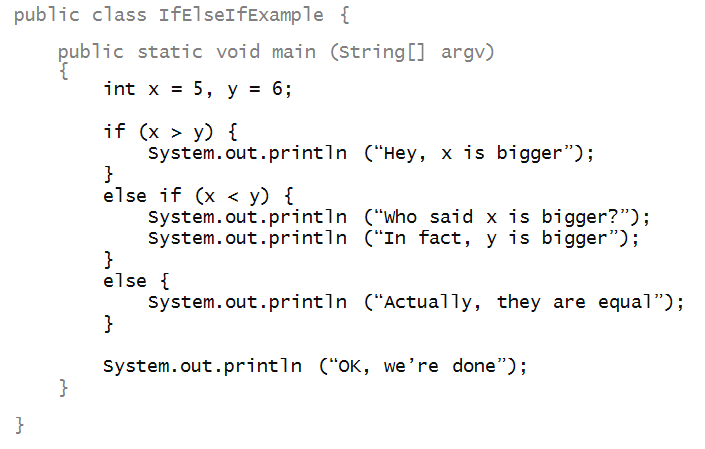 public class IfElseIfExample {
public static void main (String[] argv)
{
int x = 5, y = 6;
if (x > y) {
System.out.println (“Hey, x is bigger”);
}
else if (x < y) {
System.out.println (“Who said x is bigger?”);
System.out.println (“In fact, y is bigger”);
}
else {
System.out.println (“Actually, they are equal”);
}
System.out.println (“OK, we’re done”);
}
}